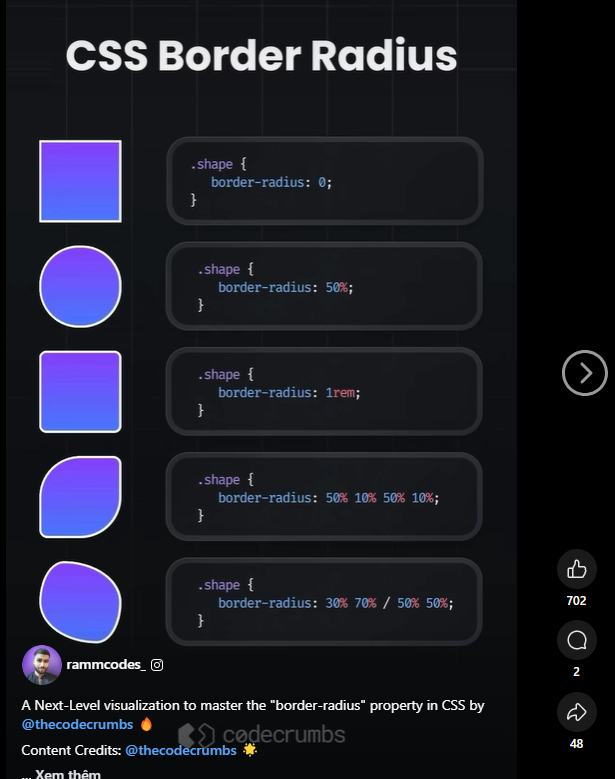 CSS Border Radius
.shape {
border-radius: 0;
}
.shape {
border-radius: 50%;
}
.shape {
border-radius: 1rem;
}
.shape {
border-radius: 50% 10% 50% 10%;
}
.shape {
border-radius: 30% 70% / 50% 50%;
}
rammcodes_
A Next-Level visualization to master the "border-radius" property in CSS by
@thecodecrumbs 🔥
codecrumbs
Content Credits: @thecodecrumbs 🌟
... Xem thêm
702
2
48